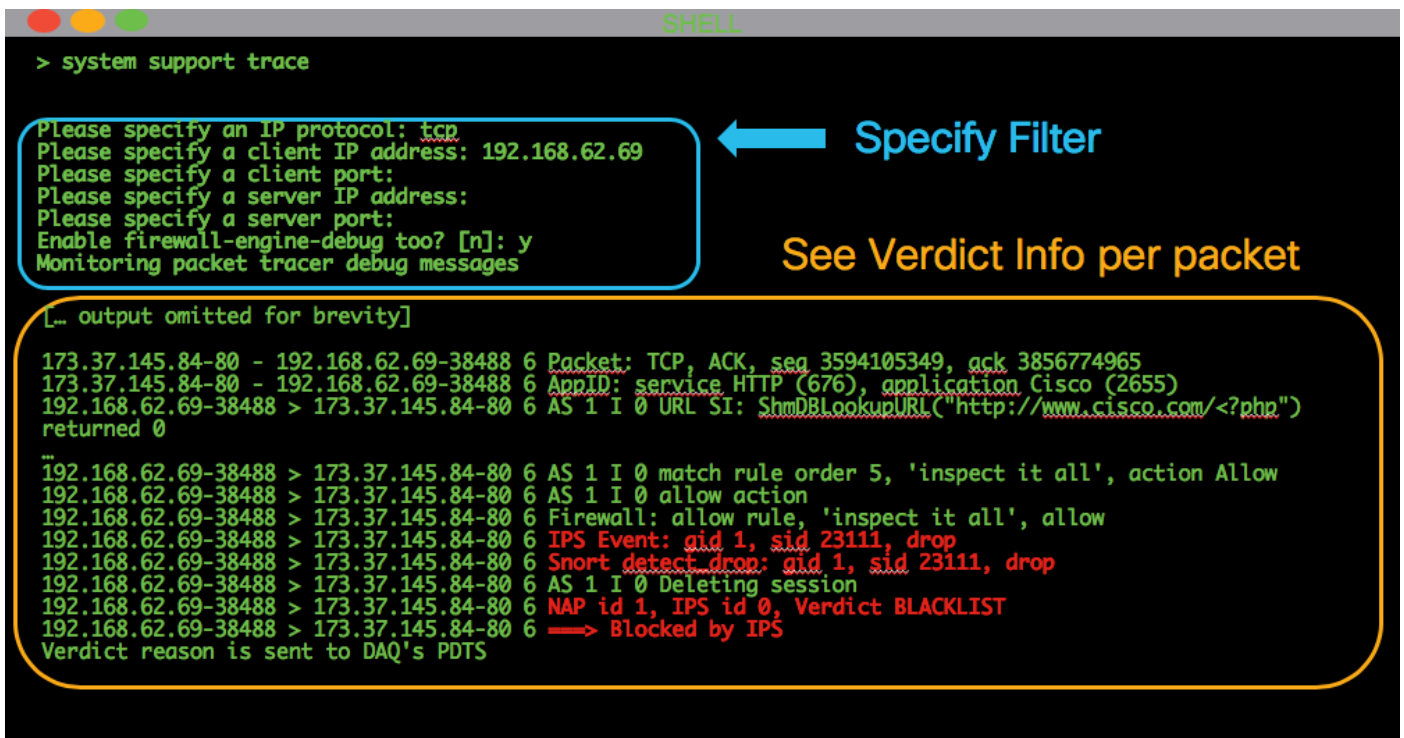 SHELL
> system support trace
Please specify an IP protocol: tcp
Please specify a client IP address: 192.168.62.69
Please specify a client port:
Please specify a server IP address:
Please specify a server port:
Enable firewall-engine-debug too? [n]: y
Monitoring packet tracer debug messages
Specify Filter
See Verdict Info per packet
[… output omitted for brevity]
173.37.145.84-80 - 192.168.62.69-38488 6 Packet: TCP, ACK, seq 3594105349, ack 3856774965
173.37.145.84-80 - 192.168.62.69-38488 6 AppID: service HTTP (676), application Cisco (2655)
192.168.62.69-38488 > 173.37.145.84-80 6 AS 1 I 0 URL SI: ShmDBLookupURL("http://www.cisco.com/<?php")
returned 0
…
192.168.62.69-38488 > 173.37.145.84-80 6 AS 1 I 0 match rule order 5, 'inspect it all', action Allow
192.168.62.69-38488 > 173.37.145.84-80 6 AS 1 I 0 allow action
192.168.62.69-38488 > 173.37.145.84-80 6 Firewall: allow rule, 'inspect it all', allow
192.168.62.69-38488 > 173.37.145.84-80 6 IPS Event: gid 1, sid 23111, drop
192.168.62.69-38488 > 173.37.145.84-80 6 Snort detect_drop: gid 1, sid 23111, drop
192.168.62.69-38488 > 173.37.145.84-80 6 AS 1 I 0 Deleting session
192.168.62.69-38488 > 173.37.145.84-80 6 NAP id 1, IPS id 0, Verdict BLACKLIST
192.168.62.69-38488 > 173.37.145.84-80 6 ===> Blocked by IPS
Verdict reason is sent to DAQ's PDTS